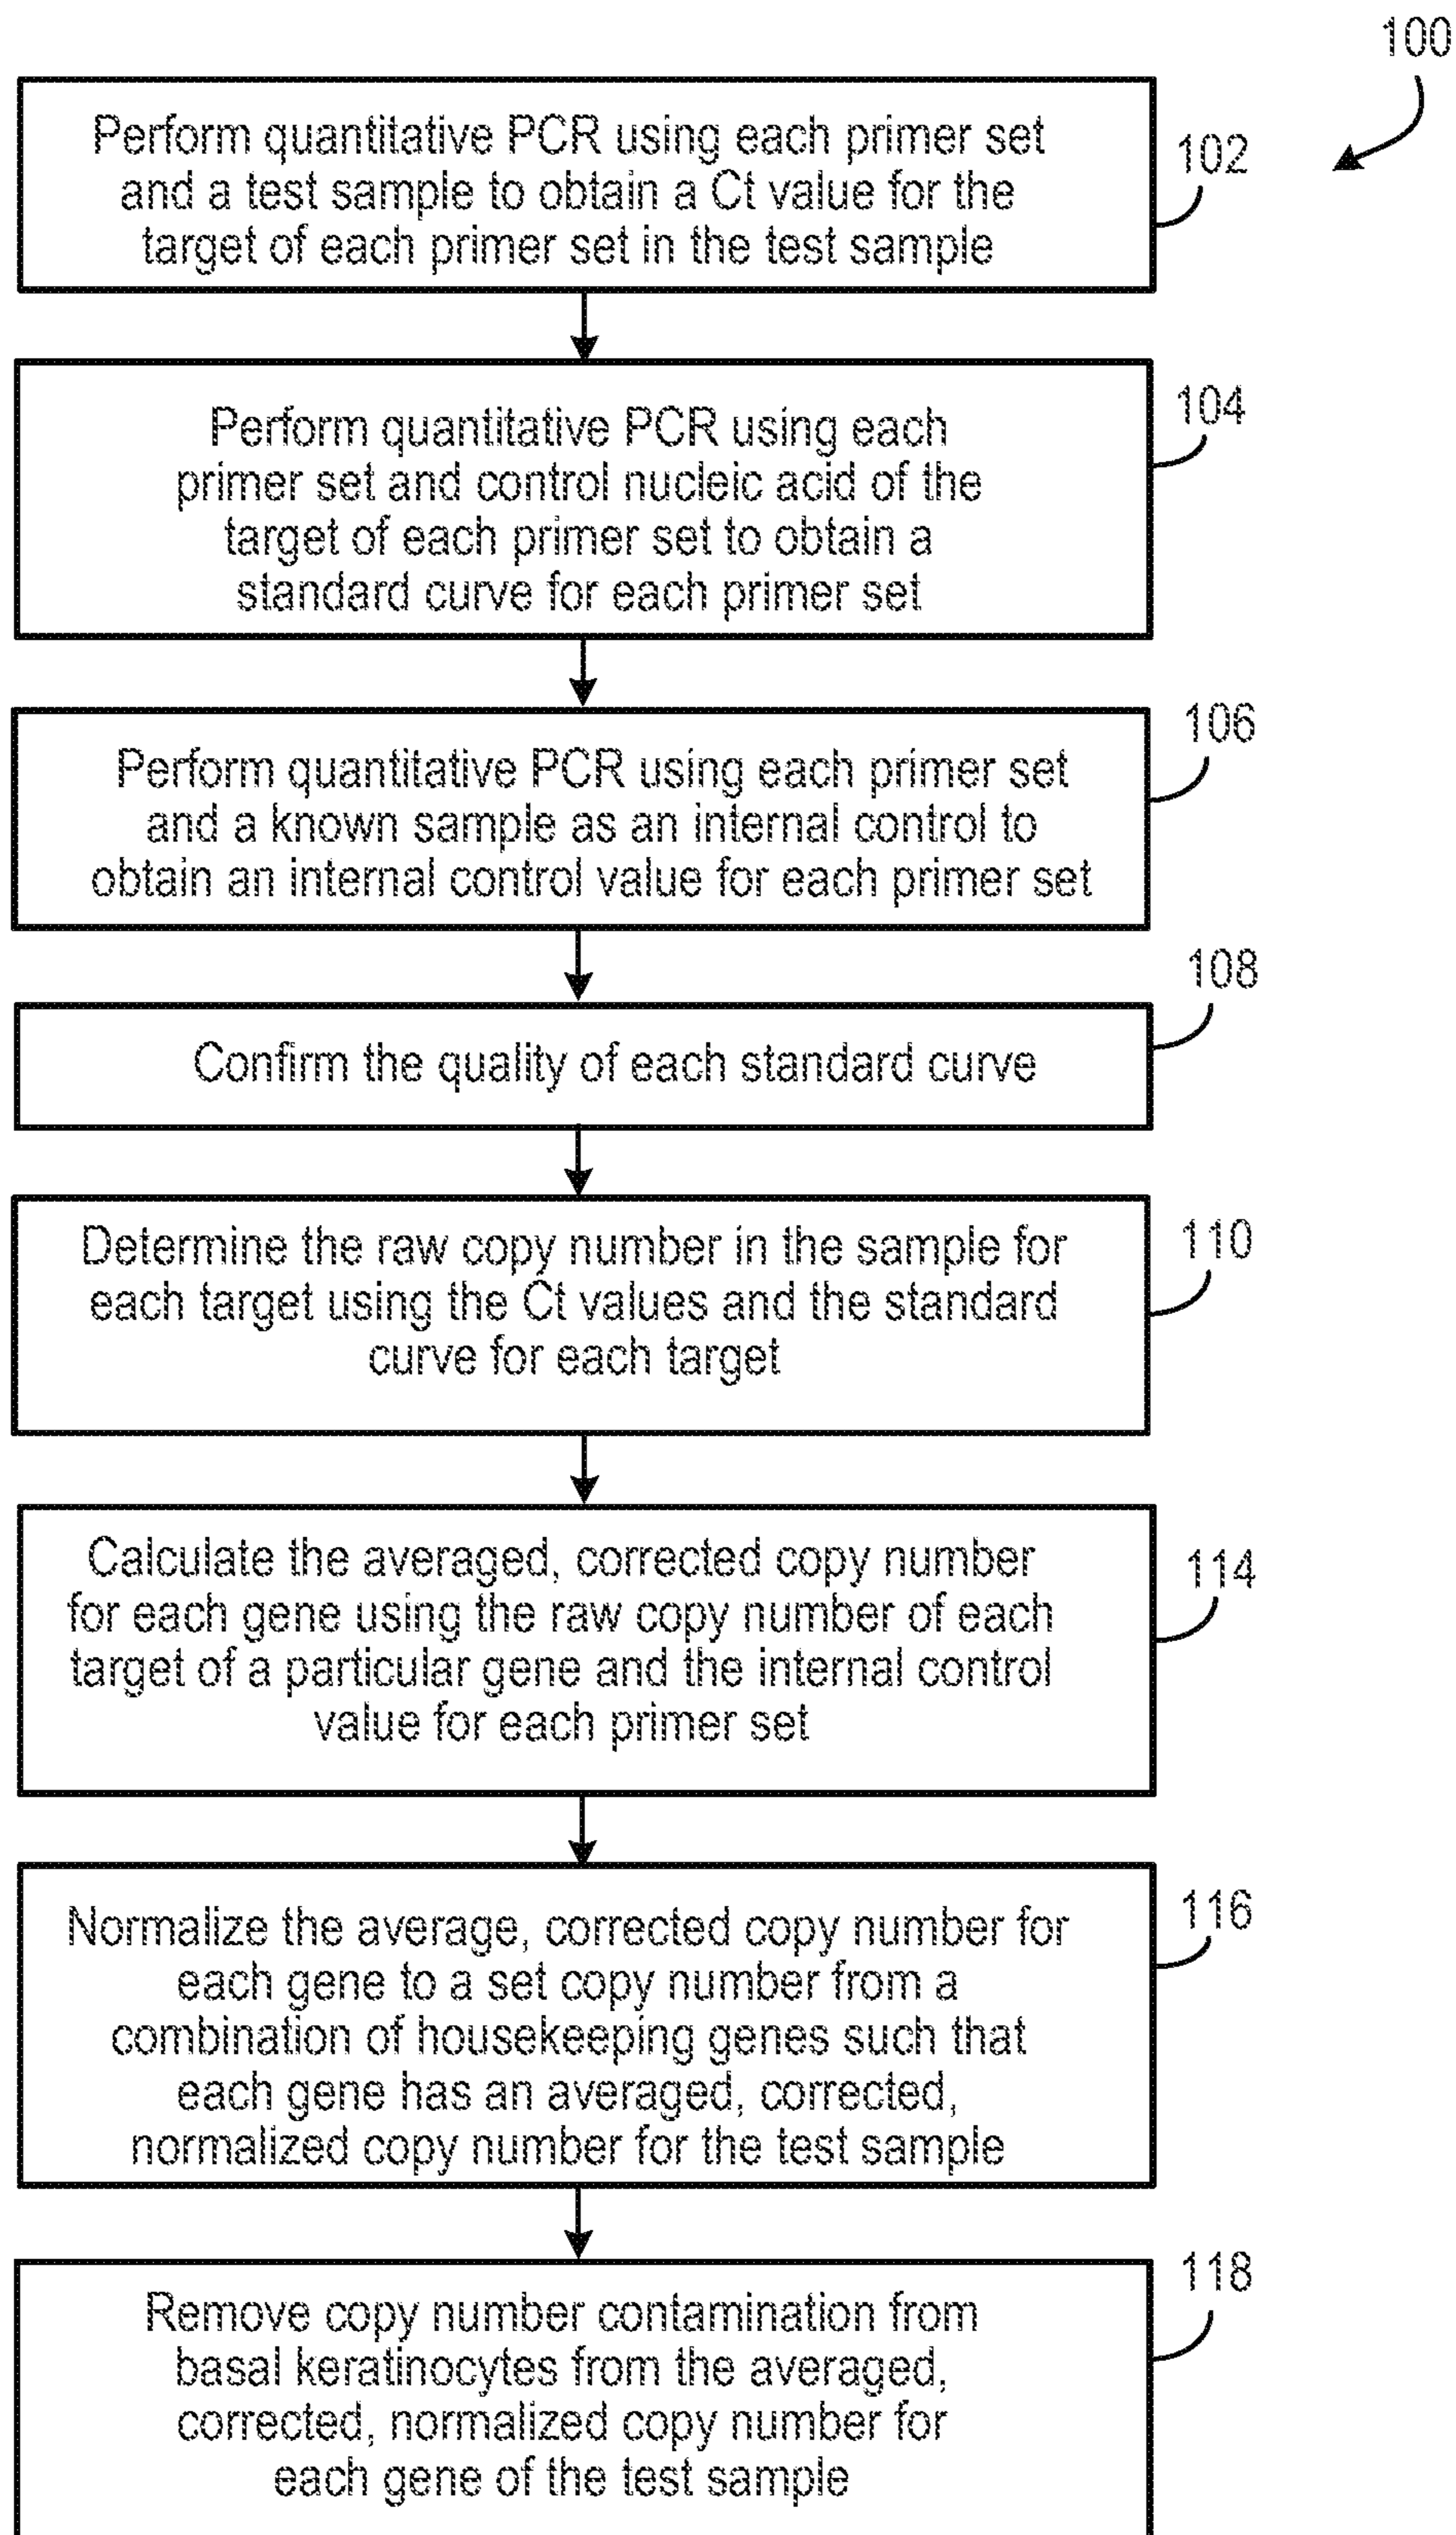 100
Perform quantitative PCR using each primer set
and a test sample to obtain a Ct value for the
target of each primer set in the test sample
102
Perform quantitative PCR using each
primer set and control nucleic acid of the
target of each primer set to obtain a
standard curve for each primer set
104
Perform quantitative PCR using each primer set
and a known sample as an internal control to
obtain an internal control value for each primer set
106
Confirm the quality of each standard curve
108
Determine the raw copy number in the sample for
each target using the Ct values and the standard
curve for each target
110
Calculate the averaged, corrected copy number
for each gene using the raw copy number of each
target of a particular gene and the internal control
value for each primer set
114
Normalize the average, corrected copy number for
each gene to a set copy number from a
combination of housekeeping genes such that
each gene has an averaged, corrected,
normalized copy number for the test sample
116
Remove copy number contamination from
basal keratinocytes from the averaged,
corrected, normalized copy number for
each gene of the test sample
118